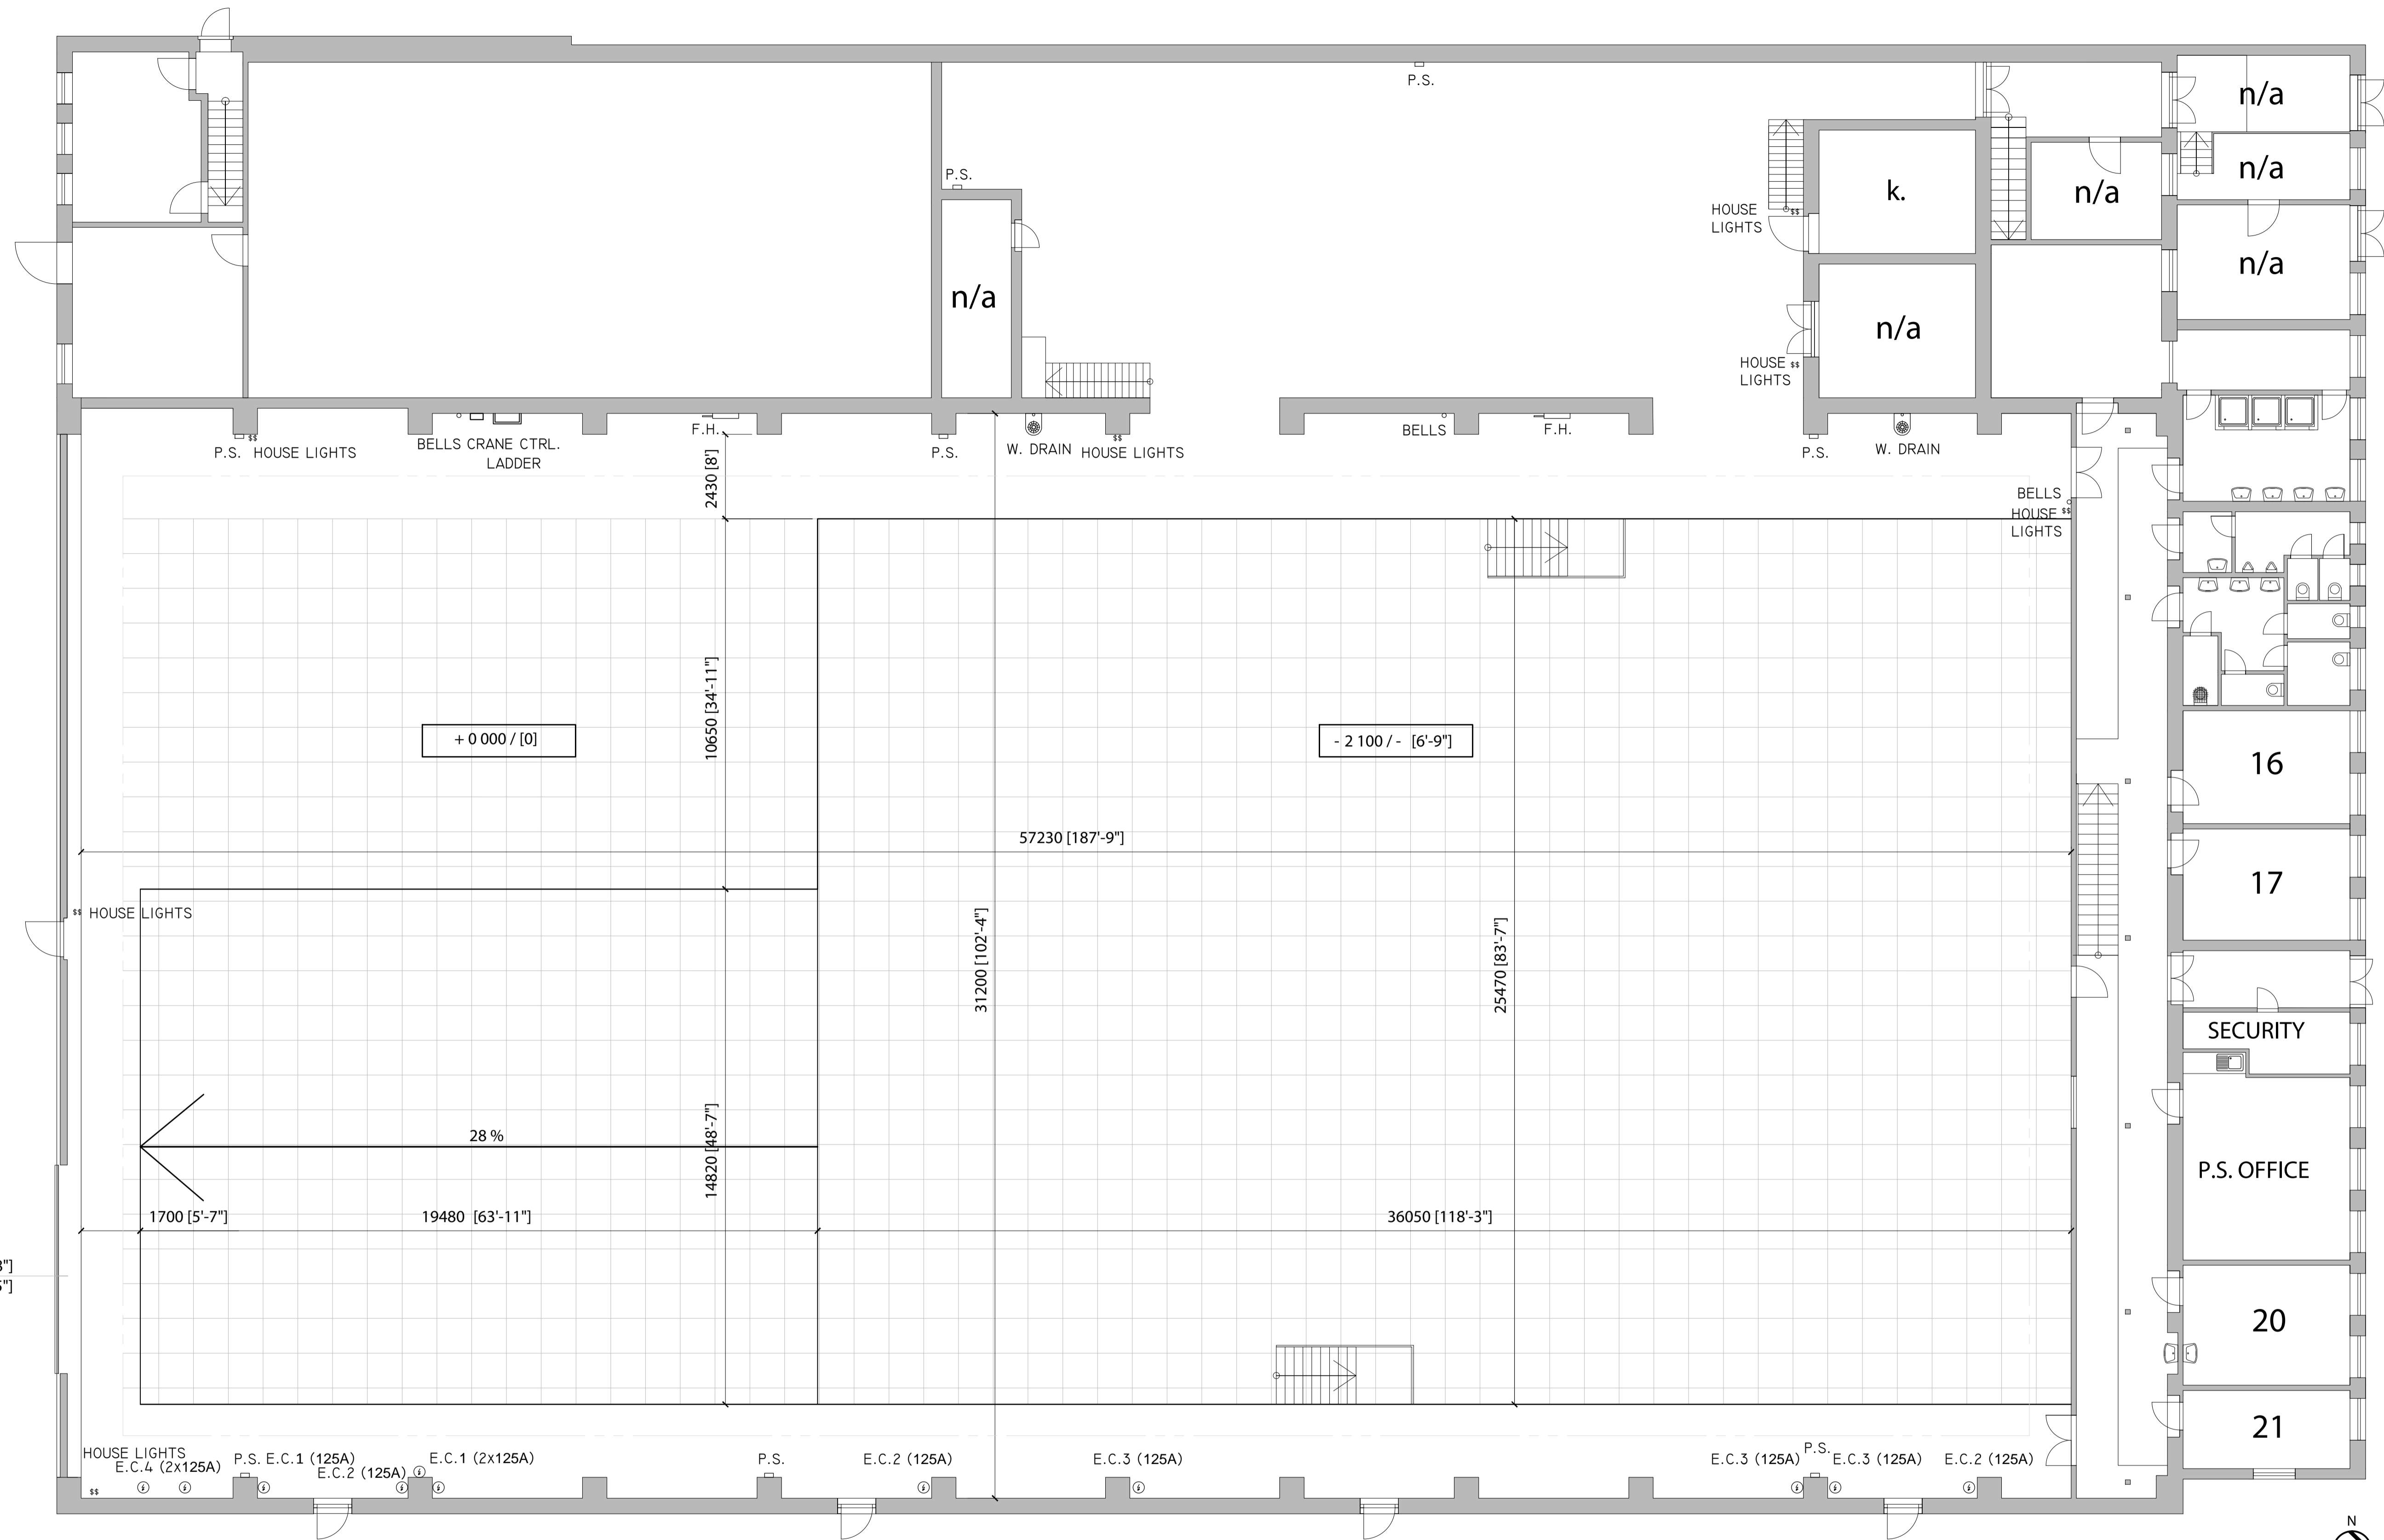 P.S.
n/a
P.S.
n/a
k.
n/a
HOUSE
LIGHTS
$$
n/a
n/a
n/a
HOUSE
LIGHTS
$$
$$
P.S. HOUSE LIGHTS
BELLS CRANE CTRL.
LADDER
F.H.
P.S.
W. DRAIN
$$
HOUSE LIGHTS
BELLS
F.H.
P.S.
W. DRAIN
2430 [8']
BELLS
HOUSE
LIGHTS
$$
10650 [34'-11"]
+ 0 000 / [0]
- 2 100 / - [6'-9"]
16
57230 [187'-9"]
17
$$ HOUSE LIGHTS
31200 [102'-4"]
25470 [83'-7"]
SECURITY
28 %
14820 [48'-7"]
P.S. OFFICE
1700 [5'-7"]
19480 [63'-11"]
36050 [118'-3"]
20
21
HOUSE LIGHTS
E.C.4 (2x125A)
$$
P.S. E.C.1 (125A)
E.C.2 (125A)
E.C.1 (2x125A)
P.S.
E.C.2 (125A)
E.C.3 (125A)
E.C.3 (125A)
P.S.
E.C.3 (125A)
E.C.2 (125A)
N